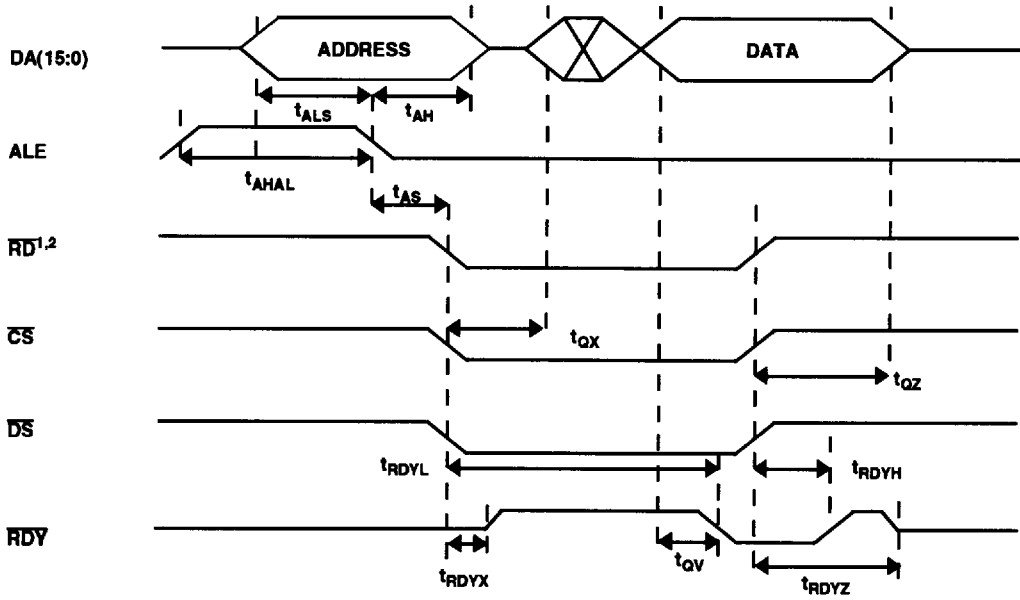 DA(15:0)
ADDRESS
DATA
tALS
tAH
ALE
tAHAL
tAS
RD1,2
CS
tQX
tQZ
DS
tRDYL
tRDYH
RDY
tRDYX
tQV
tRDYZ